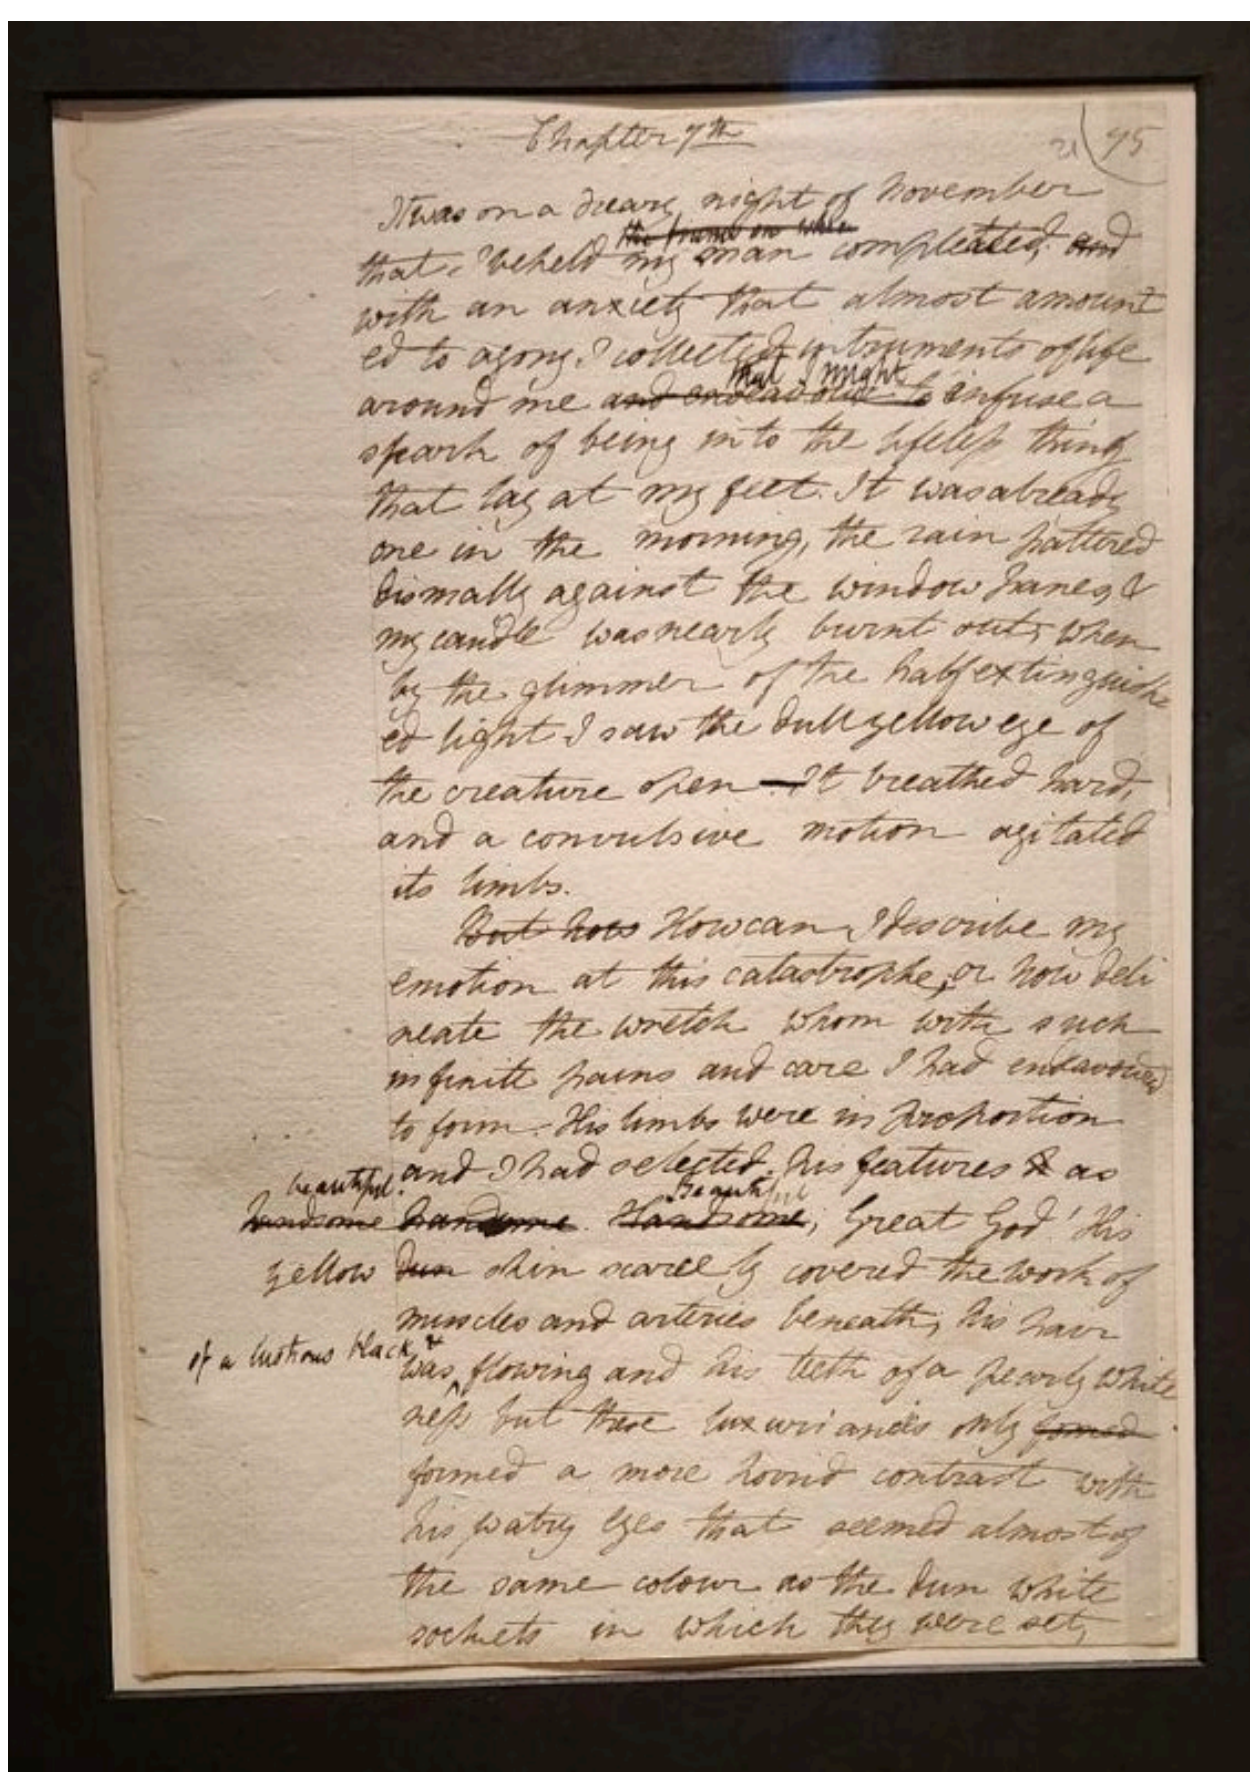 Chapter 7th
21 95
It was on a dreary night of November
the frame on whic
that I beheld my man compleated, and
with an anxiety that almost amount
ed to agony I collected instruments of life
that I might
around me and endeavour to infuse a
spark of being into the lifeless thing
that lay at my feet. It was already
one in the morning, the rain pattered
dismally against the window panes, &
my candle was nearly burnt out, when
by the glimmer of the half extinguish
ed light I saw the dull yellow eye of
the creature open—It breathed hard,
and a convulsive motion agitated
its limbs.
But how How can I describe my
emotion at this catastrophe; or how deli
neate the wretch whom with such
infinite pains and care I had endeavoured
to form. His limbs were in proportion
and I had selected his features as
beautiful. Beautiful
handsome handsome. Handsome; Great God! His
yellow dun skin scarcely covered the work of
muscles and arteries beneath; his hair
of a lustrous black &
was flowing and his teeth of a pearly white
ness but these luxuriancies only formed
formed a more horrid contrast with
his watry eyes that seemed almost of
the same colour as the dun white
sockets in which they were set,